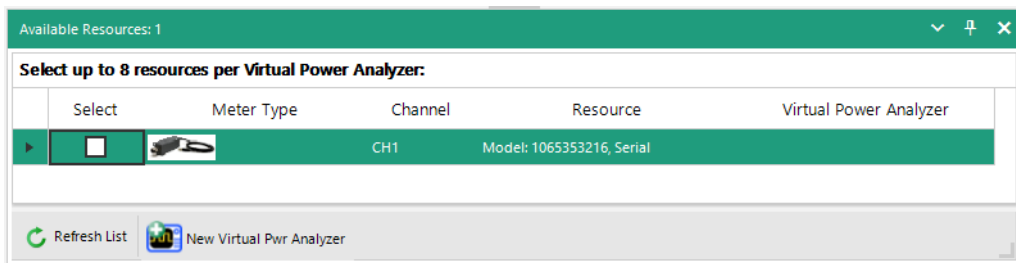 Available Resources: 1
Select up to 8 resources per Virtual Power Analyzer:
Select Meter Type Channel Resource Virtual Power Analyzer
CH1 Model: 1065353216, Serial
Refresh List New Virtual Pwr Analyzer